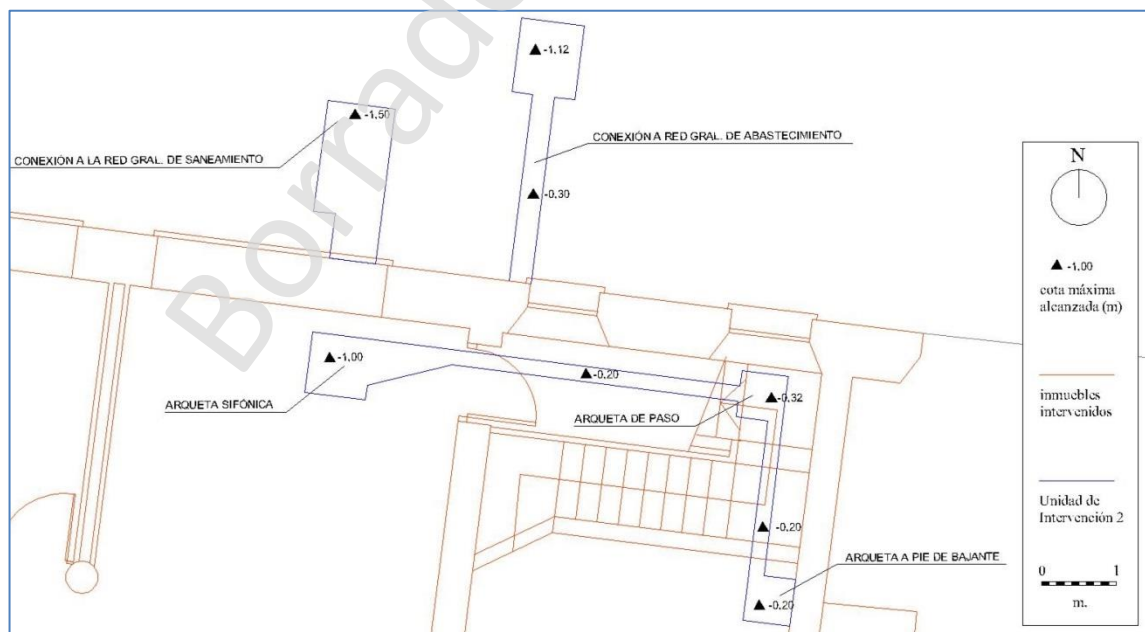 -1.12
-1.50
CONEXIÓN A RED GRAL. DE ABASTECIMIENTO
CONEXIÓN A LA RED GRAL. DE SANEAMIENTO
-0.30
-1.00
-0.20
ARQUETA SIFÓNICA
-0.32
ARQUETA DE PASO
-0.20
ARQUETA A PIE DE BAJANTE
-0.20
N
-1.00
cota máxima
alcanzada (m)
inmuebles
intervenidos
Unidad de
Intervención 2
0 1
m.
Borrado